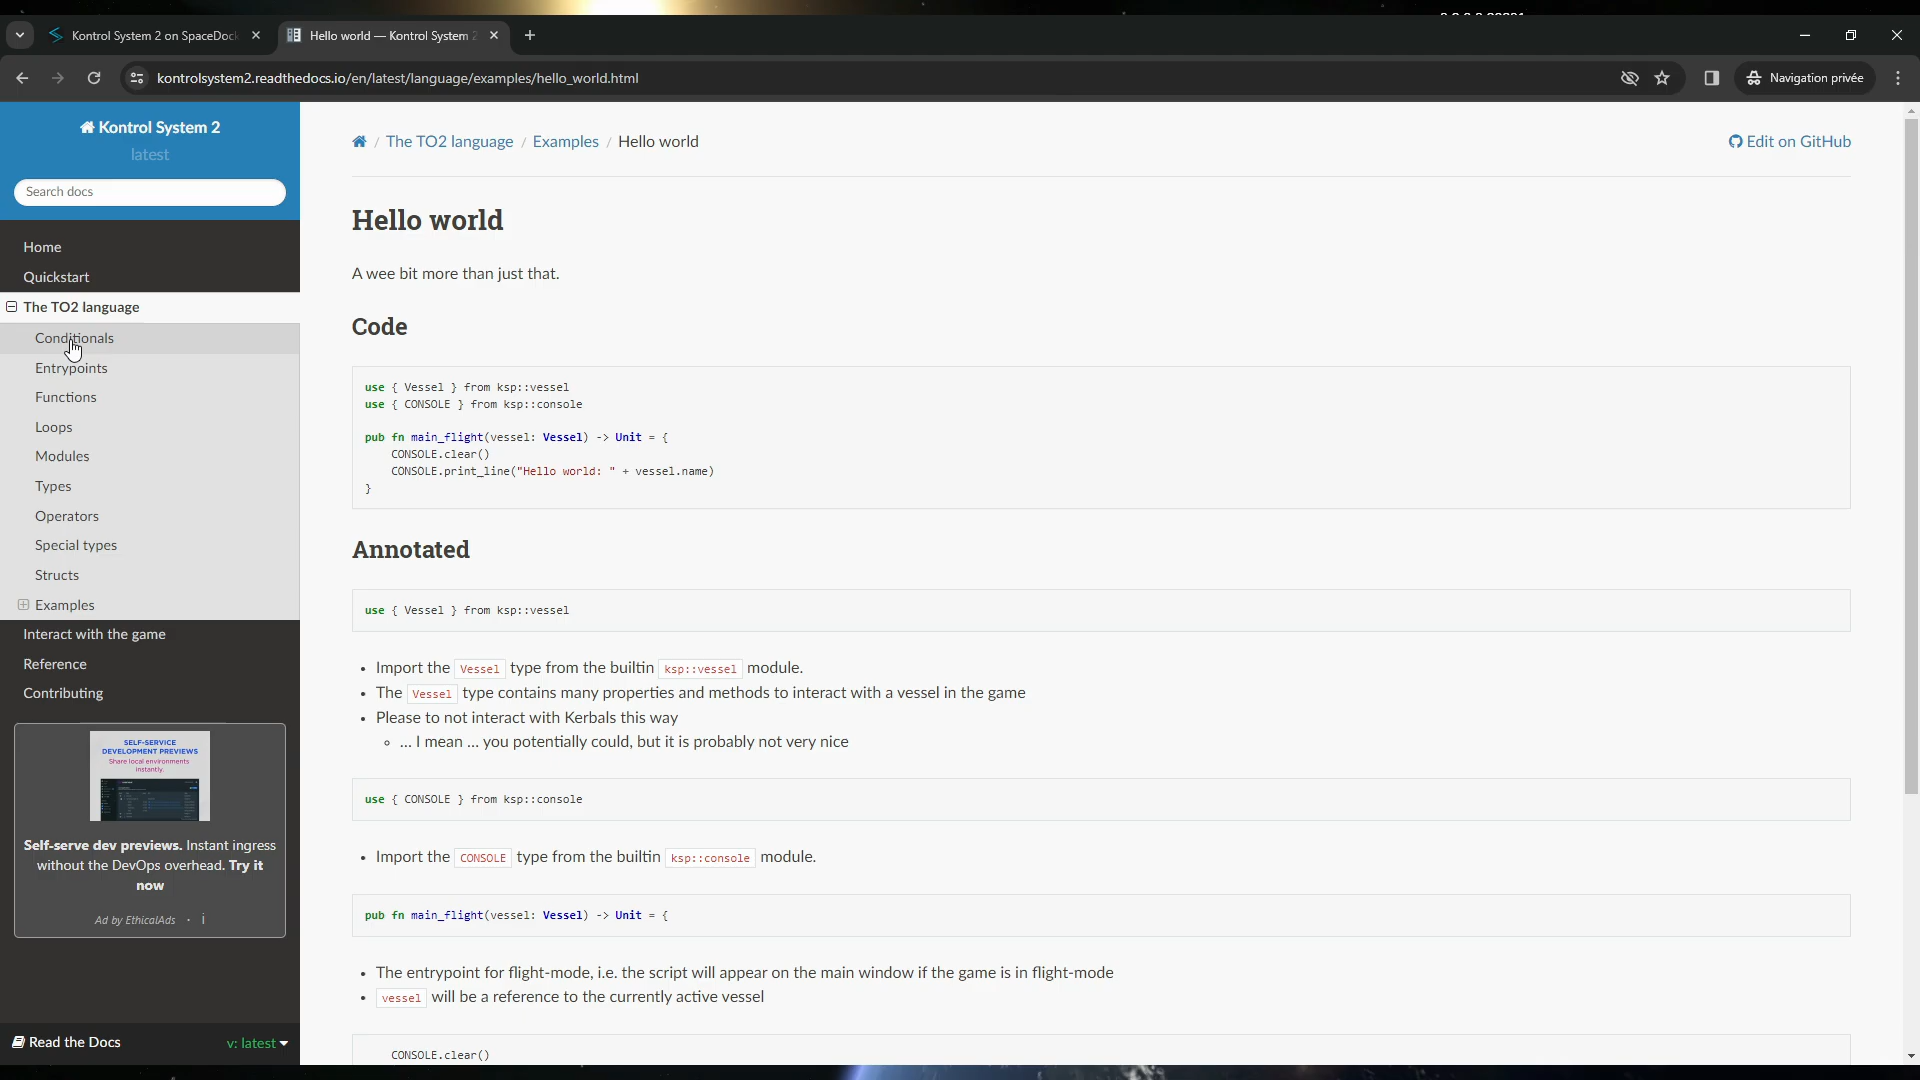 Kontrol System 2 on SpaceDock
Hello world — Kontrol System 2
kontrolsystem2.readthedocs.io/en/latest/language/examples/hello_world.html
Navigation privée
Kontrol System 2
latest
Search docs
Home
Quickstart
The TO2 language
Conditionals
Entrypoints
Functions
Loops
Modules
Types
Operators
Special types
Structs
Examples
Interact with the game
Reference
Contributing
SELF-SERVICE
DEVELOPMENT PREVIEWS
Share local environments
instantly.
Self-serve dev previews. Instant ingress
without the DevOps overhead. Try it
now
Ad by EthicalAds · i
Read the Docs
v: latest
/ The TO2 language / Examples / Hello world
Edit on GitHub
Hello world
A wee bit more than just that.
Code
use { Vessel } from ksp::vessel
use { CONSOLE } from ksp::console
pub fn main_flight(vessel: Vessel) -> Unit = {
CONSOLE.clear()
CONSOLE.print_line("Hello world: " + vessel.name)
}
Annotated
use { Vessel } from ksp::vessel
• Import the Vessel type from the builtin ksp::vessel module.
• The Vessel type contains many properties and methods to interact with a vessel in the game
• Please to not interact with Kerbals this way
◦ ... I mean ... you potentially could, but it is probably not very nice
use { CONSOLE } from ksp::console
• Import the CONSOLE type from the builtin ksp::console module.
pub fn main_flight(vessel: Vessel) -> Unit = {
• The entrypoint for flight-mode, i.e. the script will appear on the main window if the game is in flight-mode
• vessel will be a reference to the currently active vessel
CONSOLE.clear()